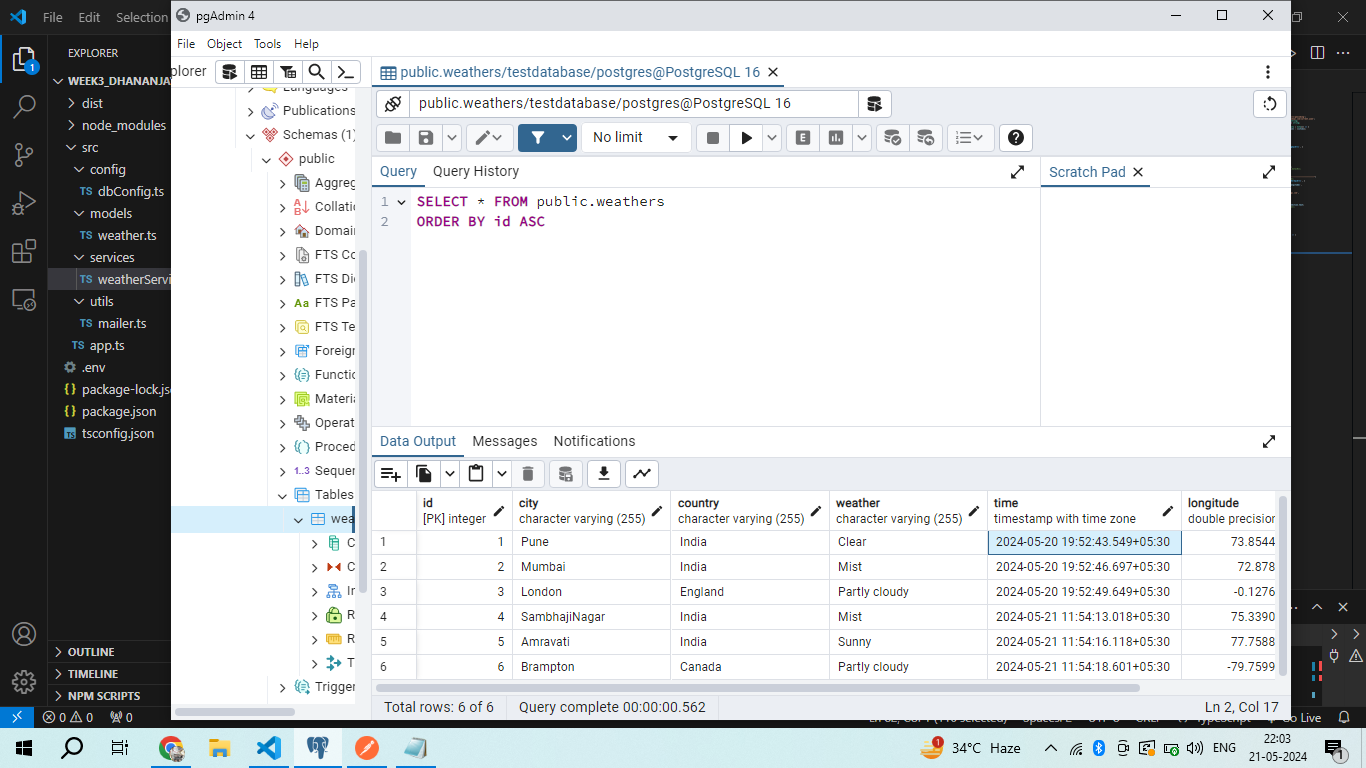 File Edit Selection
pgAdmin 4
File Object Tools Help
EXPLORER
WEEK3_DHANANJA
dist
node_modules
src
config
TS dbConfig.ts
models
TS weather.ts
services
TS weatherServi
utils
TS mailer.ts
TS app.ts
.env
{} package-lock.js
{} package.json
TS tsconfig.json
OUTLINE
TIMELINE
NPM SCRIPTS
plorer
Languages
Publications
Schemas (1)
public
Aggreg
Collatio
Domain
FTS Co
FTS Di
Aa FTS Pa
FTS Te
Foreign
Functio
Materia
Operat
Proced
1..3 Sequen
Tables
wea
C
C
In
R
R
T
Trigger
public.weathers/testdatabase/postgres@PostgreSQL 16
public.weathers/testdatabase/postgres@PostgreSQL 16
No limit
E
Query Query History
Scratch Pad
1 SELECT * FROM public.weathers
2 ORDER BY id ASC
Data Output Messages Notifications
id city country weather time longitude
[PK] integer character varying (255) character varying (255) character varying (255) timestamp with time zone double precision
1 1 Pune India Clear 2024-05-20 19:52:43.549+05:30 73.8544
2 2 Mumbai India Mist 2024-05-20 19:52:46.697+05:30 72.878
3 3 London England Partly cloudy 2024-05-20 19:52:49.649+05:30 -0.1276
4 4 SambhajiNagar India Mist 2024-05-21 11:54:13.018+05:30 75.3390
5 5 Amravati India Sunny 2024-05-21 11:54:16.118+05:30 77.7588
6 6 Brampton Canada Partly cloudy 2024-05-21 11:54:18.601+05:30 -79.7599
Total rows: 6 of 6 Query complete 00:00:00.562 Ln 2, Col 17
0 0 0
Go Live
1 34°C Haze ENG 22:03
21-05-2024 1